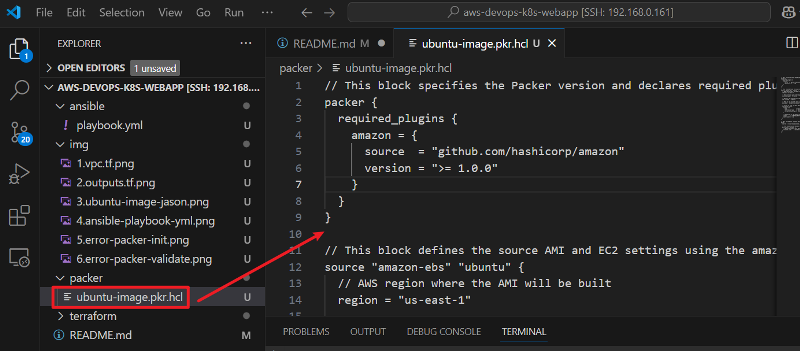 File Edit Selection View Go Run Terminal Help
aws-devops-k8s-webapp [SSH: 192.168.0.161]
EXPLORER
OPEN EDITORS 1 unsaved
AWS-DEVOPS-K8S-WEBAPP [SSH: 192.168....
ansible
playbook.yml U
img
1.vpc.tf.png U
2.outputs.tf.png U
3.ubuntu-image-jason.png U
4.ansible-playbook-yml.png U
5.error-packer-init.png U
6.error-packer-validate.png U
packer
ubuntu-image.pkr.hcl U
terraform
README.md M
1
20
README.md M
ubuntu-image.pkr.hcl U
packer > ubuntu-image.pkr.hcl
1 // This block specifies the Packer version and declares required plu
2 packer {
3 required_plugins {
4 amazon = {
5 source = "github.com/hashicorp/amazon"
6 version = ">= 1.0.0"
7 }
8 }
9 }
10
11 // This block defines the source AMI and EC2 settings using the amaz
12 source "amazon-ebs" "ubuntu" {
13 // AWS region where the AMI will be built
14 region = "us-east-1"
PROBLEMS OUTPUT DEBUG CONSOLE TERMINAL